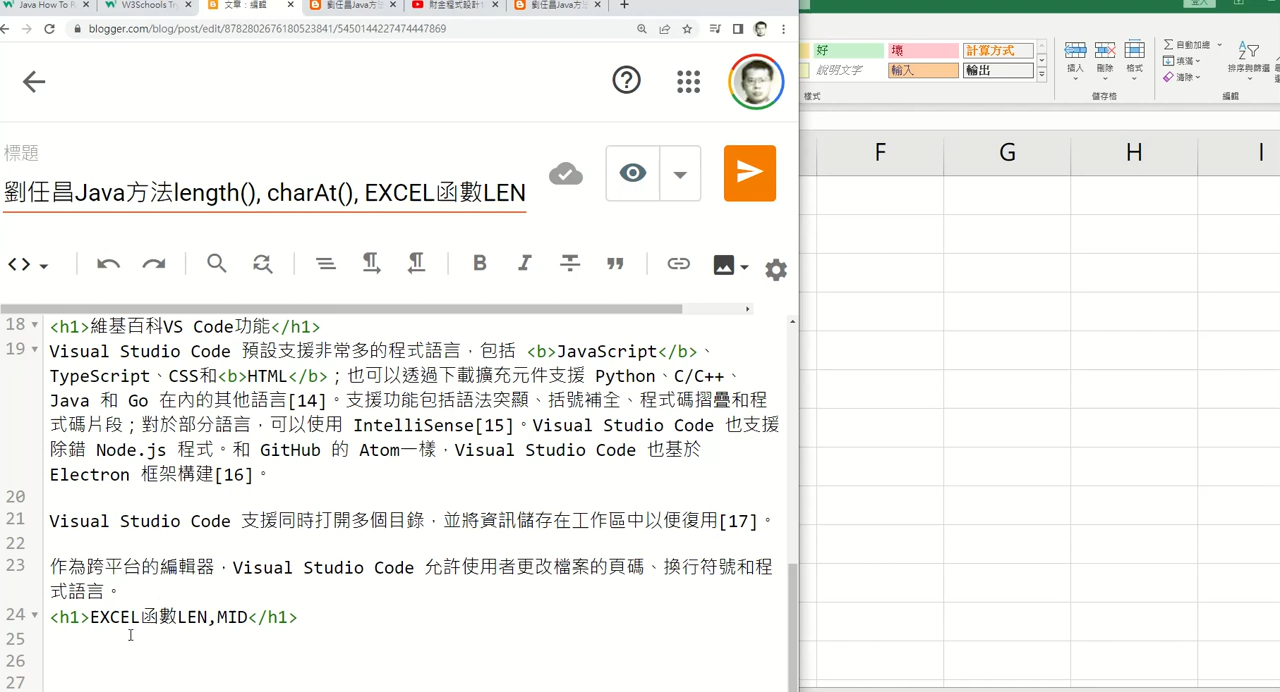 Java How To R
W3Schools Try
文章：編輯
劉任昌Java方法
財金程式設計
劉任昌Java方法
blogger.com/blog/post/edit/8782802676180523841/5450144227474447869
標題
劉任昌Java方法length(), charAt(), EXCEL函數LEN
18 <h1>維基百科VS Code功能</h1>
19 Visual Studio Code 預設支援非常多的程式語言，包括 <b>JavaScript</b>、
TypeScript、CSS和<b>HTML</b>；也可以透過下載擴充元件支援 Python、C/C++、
Java 和 Go 在內的其他語言[14]。支援功能包括語法突顯、括號補全、程式碼摺疊和程
式碼片段；對於部分語言，可以使用 IntelliSense[15]。Visual Studio Code 也支援
除錯 Node.js 程式。和 GitHub 的 Atom一樣，Visual Studio Code 也基於
Electron 框架構建[16]。
20
21 Visual Studio Code 支援同時打開多個目錄，並將資訊儲存在工作區中以便復用[17]。
22
23 作為跨平台的編輯器，Visual Studio Code 允許使用者更改檔案的頁碼、換行符號和程
式語言。
24 <h1>EXCEL函數LEN,MID</h1>
25
26
27
登入
好 壞 計算方式
說明文字 輸入 輸出
樣式
插入 刪除 格式
儲存格
自動加總
填滿
清除
排序與篩選
編輯
F G H I